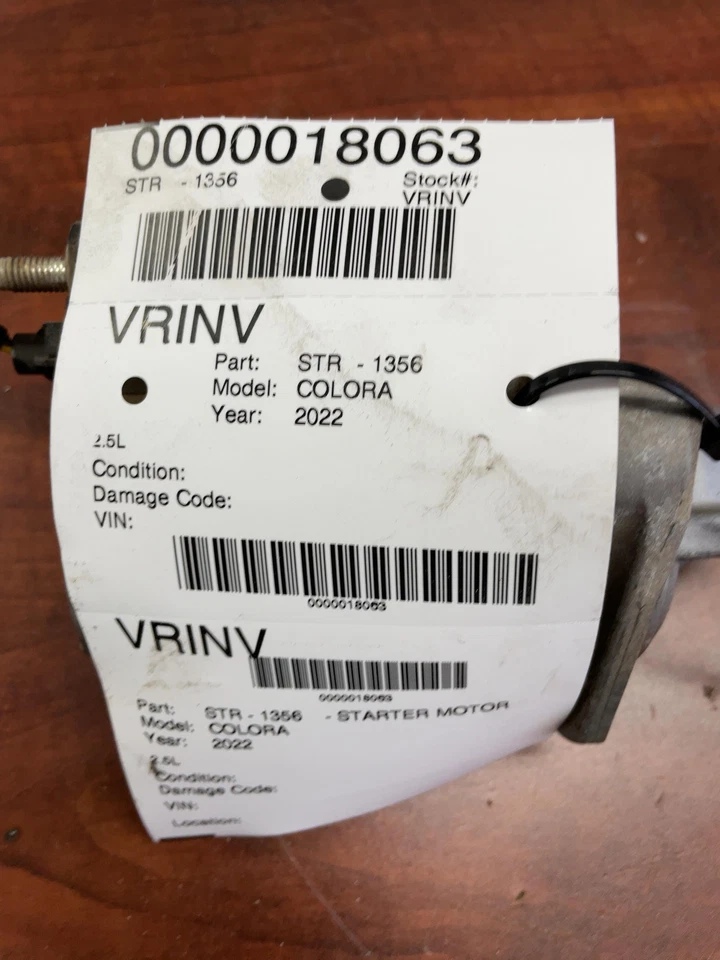 0000018063
STR - 1356 Stock#:
VRINV
VRINV
Part: STR - 1356
Model: COLORA
Year: 2022
2.5L
Condition:
Damage Code:
VIN:
0000018063
VRINV
0000018063
Part: STR - 1356 - STARTER MOTOR
Model: COLORA
Year: 2022
2.5L
Condition:
Damage Code:
VIN:
Location: